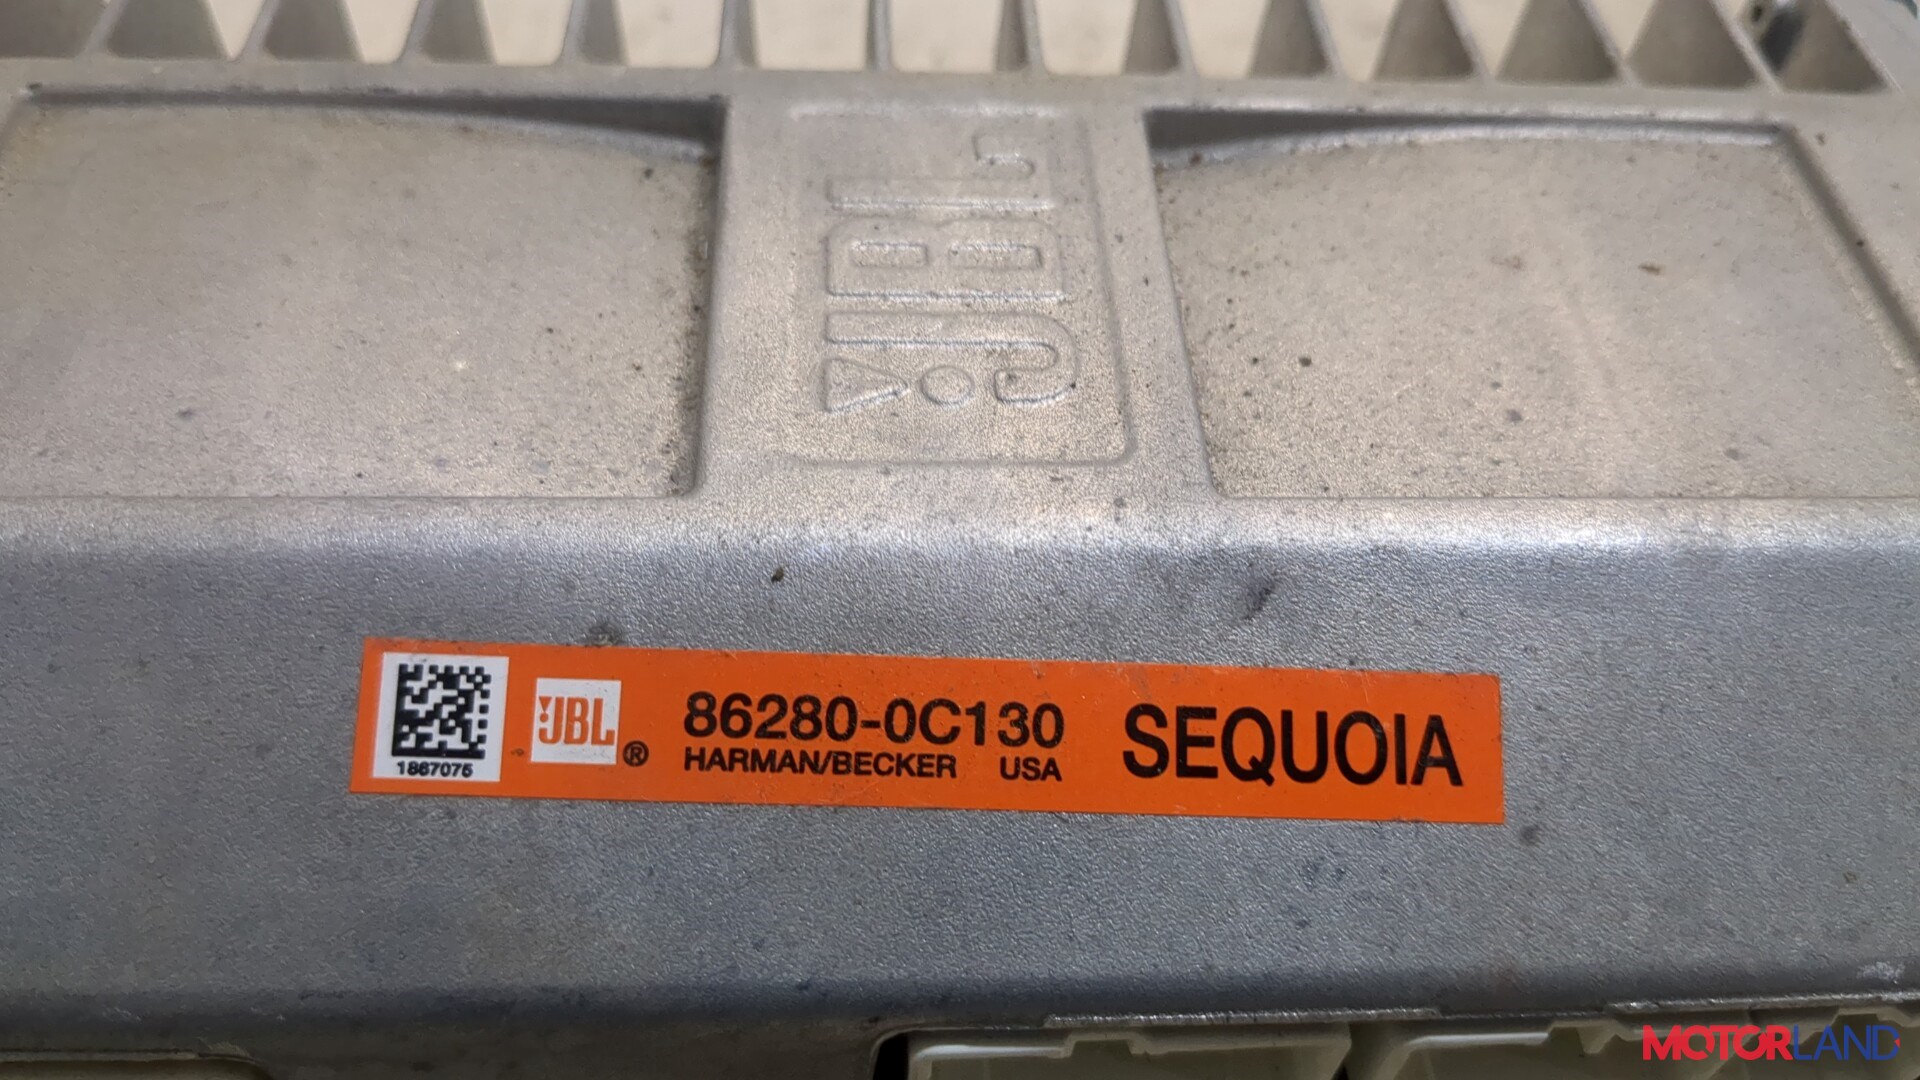 JBL
JBL® 86280-0C130 SEQUOIA
HARMAN/BECKER USA
1867075
MOTORLAND